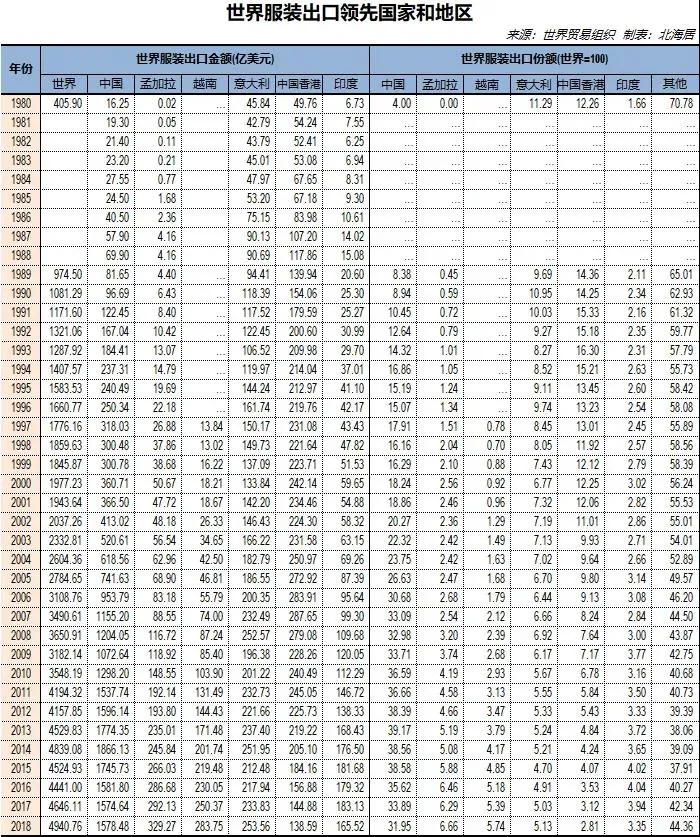 世界服装出口领先国家和地区
来源：世界贸易组织 制表：北海居
年份 世界服装出口金额(亿美元) 世界服装出口份额(世界=100)
世界 中国 孟加拉 越南 意大利 中国香港 印度 中国 孟加拉 越南 意大利 中国香港 印度 其他
1980 405.90 16.25 0.02 … 45.84 49.76 6.73 4.00 0.00 … 11.29 12.26 1.66 70.78
1981 19.30 0.05 42.79 54.24 7.55 … … … … … … …
1982 21.40 0.11 43.79 52.41 6.25 … … … … … … …
1983 23.20 0.21 45.01 53.08 6.94 … … … … … … …
1984 27.55 0.77 47.97 67.65 8.31 … … … … … … …
1985 24.50 1.68 53.20 67.18 9.30 … … … … … … …
1986 40.50 2.36 75.15 83.98 10.61 … … … … … … …
1987 57.90 4.16 90.13 107.20 14.02 … … … … … … …
1988 69.90 4.16 90.69 117.86 15.08 … … … … … … …
1989 974.50 81.65 4.40 … 94.41 139.94 20.60 8.38 0.45 … 9.69 14.36 2.11 65.01
1990 1081.29 96.69 6.43 … 118.39 154.06 25.30 8.94 0.59 … 10.95 14.25 2.34 62.93
1991 1171.60 122.45 8.40 … 117.52 179.59 25.27 10.45 0.72 … 10.03 15.33 2.16 61.32
1992 1321.06 167.04 10.42 … 122.45 200.60 30.99 12.64 0.79 … 9.27 15.18 2.35 59.77
1993 1287.92 184.41 13.07 … 106.52 209.98 29.70 14.32 1.01 … 8.27 16.30 2.31 57.79
1994 1407.57 237.31 14.79 … 119.97 214.04 37.01 16.86 1.05 … 8.52 15.21 2.63 55.73
1995 1583.53 240.49 19.69 … 144.24 212.97 41.10 15.19 1.24 … 9.11 13.45 2.60 58.42
1996 1660.77 250.34 22.18 … 161.74 219.76 42.17 15.07 1.34 … 9.74 13.23 2.54 58.08
1997 1776.16 318.03 26.88 13.84 150.17 231.08 43.43 17.91 1.51 0.78 8.45 13.01 2.45 55.89
1998 1859.63 300.48 37.86 13.02 149.73 221.64 47.82 16.16 2.04 0.70 8.05 11.92 2.57 58.56
1999 1845.87 300.78 38.68 16.22 137.09 223.71 51.53 16.29 2.10 0.88 7.43 12.12 2.79 58.39
2000 1977.23 360.71 50.67 18.21 133.84 242.14 59.65 18.24 2.56 0.92 6.77 12.25 3.02 56.24
2001 1943.64 366.50 47.72 18.67 142.20 234.46 54.88 18.86 2.46 0.96 7.32 12.06 2.82 55.53
2002 2037.26 413.02 48.18 26.33 146.43 224.30 58.32 20.27 2.36 1.29 7.19 11.01 2.86 55.01
2003 2332.81 520.61 56.54 34.65 166.22 231.58 63.15 22.32 2.42 1.49 7.13 9.93 2.71 54.01
2004 2604.36 618.56 62.96 42.50 182.79 250.97 69.26 23.75 2.42 1.63 7.02 9.64 2.66 52.89
2005 2784.65 741.63 68.90 46.81 186.55 272.92 87.39 26.63 2.47 1.68 6.70 9.80 3.14 49.57
2006 3108.76 953.79 83.18 55.79 200.35 283.91 95.64 30.68 2.68 1.79 6.44 9.13 3.08 46.20
2007 3490.61 1155.20 88.55 74.00 232.49 287.65 99.30 33.09 2.54 2.12 6.66 8.24 2.84 44.50
2008 3650.91 1204.05 116.72 87.24 252.57 279.08 109.68 32.98 3.20 2.39 6.92 7.64 3.00 43.87
2009 3182.14 1072.64 118.92 85.40 196.38 228.26 120.05 33.71 3.74 2.68 6.17 7.17 3.77 42.75
2010 3548.19 1298.20 148.55 103.90 201.22 240.49 112.29 36.59 4.19 2.93 5.67 6.78 3.16 40.68
2011 4194.32 1537.74 192.14 131.49 232.73 245.05 146.72 36.66 4.58 3.13 5.55 5.84 3.50 40.73
2012 4157.85 1596.14 193.80 144.43 221.66 225.73 138.33 38.39 4.66 3.47 5.33 5.43 3.33 39.39
2013 4529.83 1774.35 235.01 171.48 237.40 219.22 168.43 39.17 5.19 3.79 5.24 4.84 3.72 38.06
2014 4839.08 1866.13 245.84 201.74 251.95 205.10 176.50 38.56 5.08 4.17 5.21 4.24 3.65 39.09
2015 4524.93 1745.73 266.03 219.48 212.48 184.16 181.68 38.58 5.88 4.85 4.70 4.07 4.02 37.91
2016 4441.00 1581.80 286.68 230.05 217.94 156.88 179.32 35.62 6.46 5.18 4.91 3.53 4.04 40.27
2017 4646.11 1574.64 292.13 250.37 233.83 144.88 183.13 33.89 6.29 5.39 5.03 3.12 3.94 42.34
2018 4940.76 1578.48 329.27 283.75 253.56 138.59 165.52 31.95 6.66 5.74 5.13 2.81 3.35 44.36